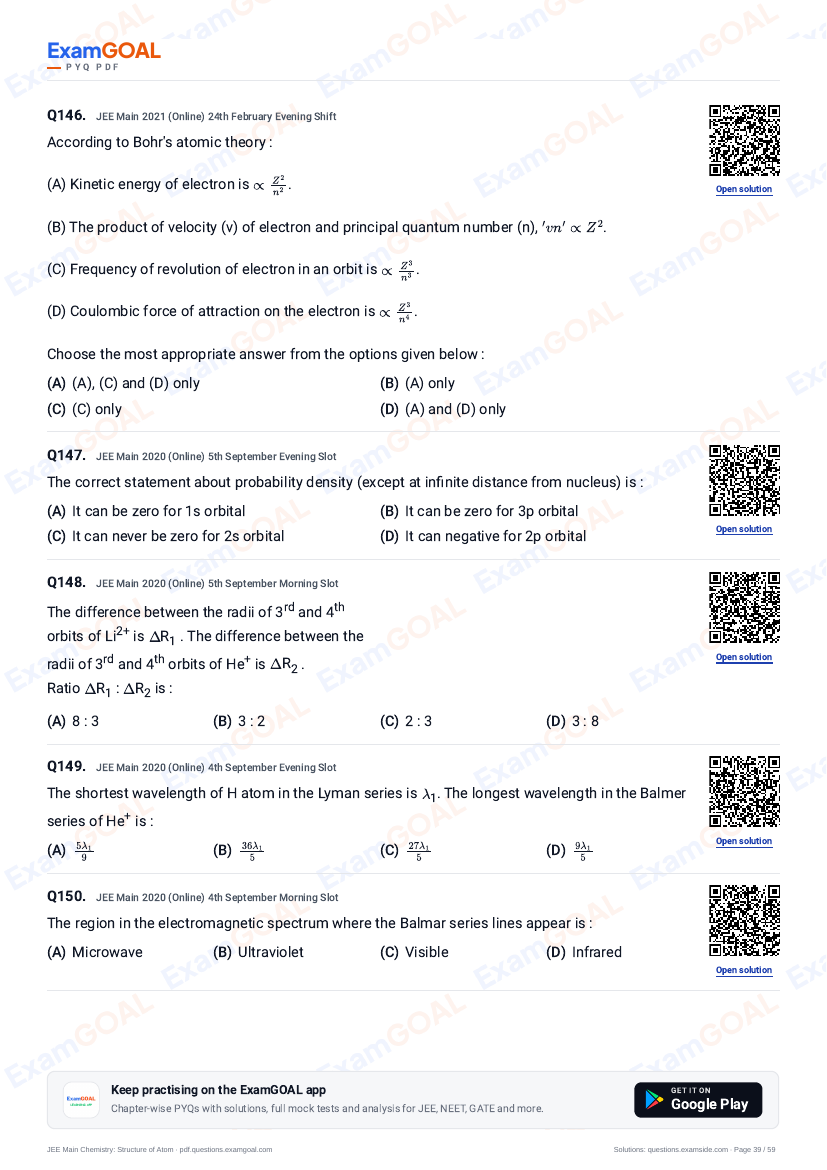 ExamGOAL
PYQ PDF
Q146. JEE Main 2021 (Online) 24th February Evening Shift
According to Bohr's atomic theory :
(A) Kinetic energy of electron is ∝ Z²/n².
(B) The product of velocity (v) of electron and principal quantum number (n), 'vn' ∝ Z².
(C) Frequency of revolution of electron in an orbit is ∝ Z³/n³.
(D) Coulombic force of attraction on the electron is ∝ Z³/n⁴.
Choose the most appropriate answer from the options given below :
(A) (A), (C) and (D) only (B) (A) only
(C) (C) only (D) (A) and (D) only
Open solution
Q147. JEE Main 2020 (Online) 5th September Evening Slot
The correct statement about probability density (except at infinite distance from nucleus) is :
(A) It can be zero for 1s orbital (B) It can be zero for 3p orbital
(C) It can never be zero for 2s orbital (D) It can negative for 2p orbital
Open solution
Q148. JEE Main 2020 (Online) 5th September Morning Slot
The difference between the radii of 3rd and 4th
orbits of Li²⁺ is ΔR₁ . The difference between the
radii of 3rd and 4th orbits of He⁺ is ΔR₂ .
Ratio ΔR₁ : ΔR₂ is :
(A) 8 : 3 (B) 3 : 2 (C) 2 : 3 (D) 3 : 8
Open solution
Q149. JEE Main 2020 (Online) 4th September Evening Slot
The shortest wavelength of H atom in the Lyman series is λ₁. The longest wavelength in the Balmer
series of He⁺ is :
(A) 5λ₁/9 (B) 36λ₁/5 (C) 27λ₁/5 (D) 9λ₁/5
Open solution
Q150. JEE Main 2020 (Online) 4th September Morning Slot
The region in the electromagnetic spectrum where the Balmar series lines appear is :
(A) Microwave (B) Ultraviolet (C) Visible (D) Infrared
Open solution
ExamGOAL
Keep practising on the ExamGOAL app
Chapter-wise PYQs with solutions, full mock tests and analysis for JEE, NEET, GATE and more.
GET IT ON
Google Play
JEE Main Chemistry: Structure of Atom · pdf.questions.examgoal.com
Solutions: questions.examside.com · Page 39 / 59